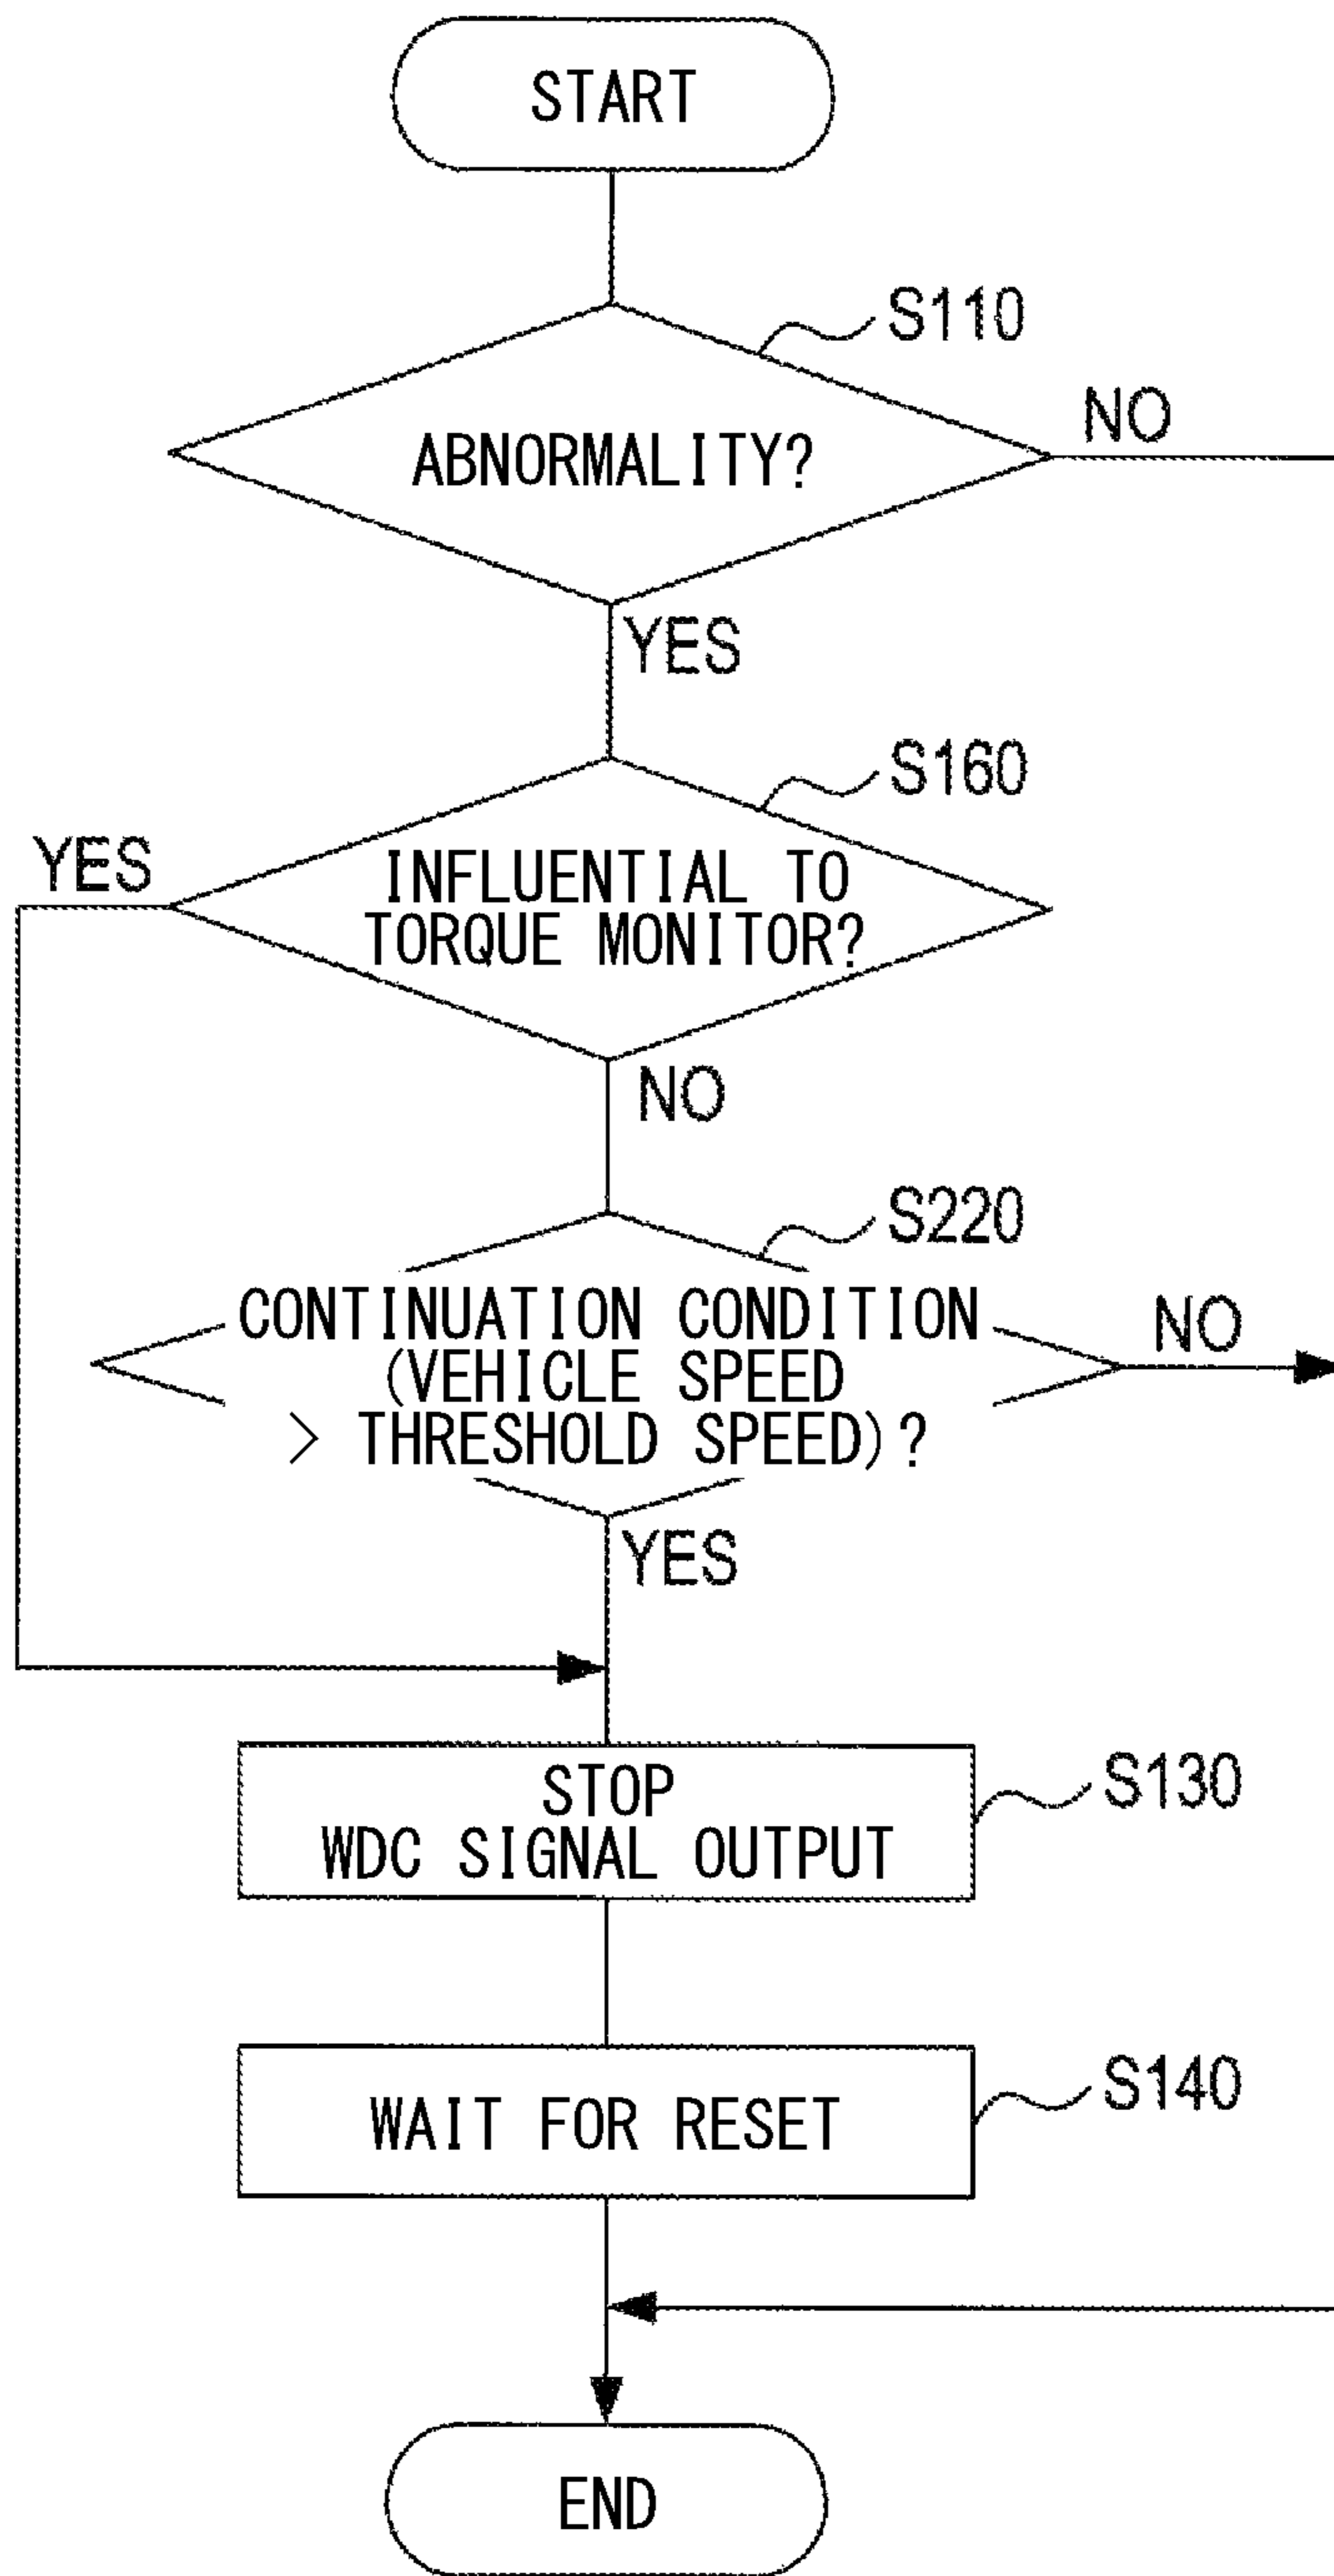 START
S110
ABNORMALITY?
NO
YES
S160
YES
INFLUENTIAL TO
TORQUE MONITOR?
NO
S220
CONTINUATION CONDITION
(VEHICLE SPEED
> THRESHOLD SPEED)?
NO
YES
STOP
WDC SIGNAL OUTPUT
S130
WAIT FOR RESET
S140
END